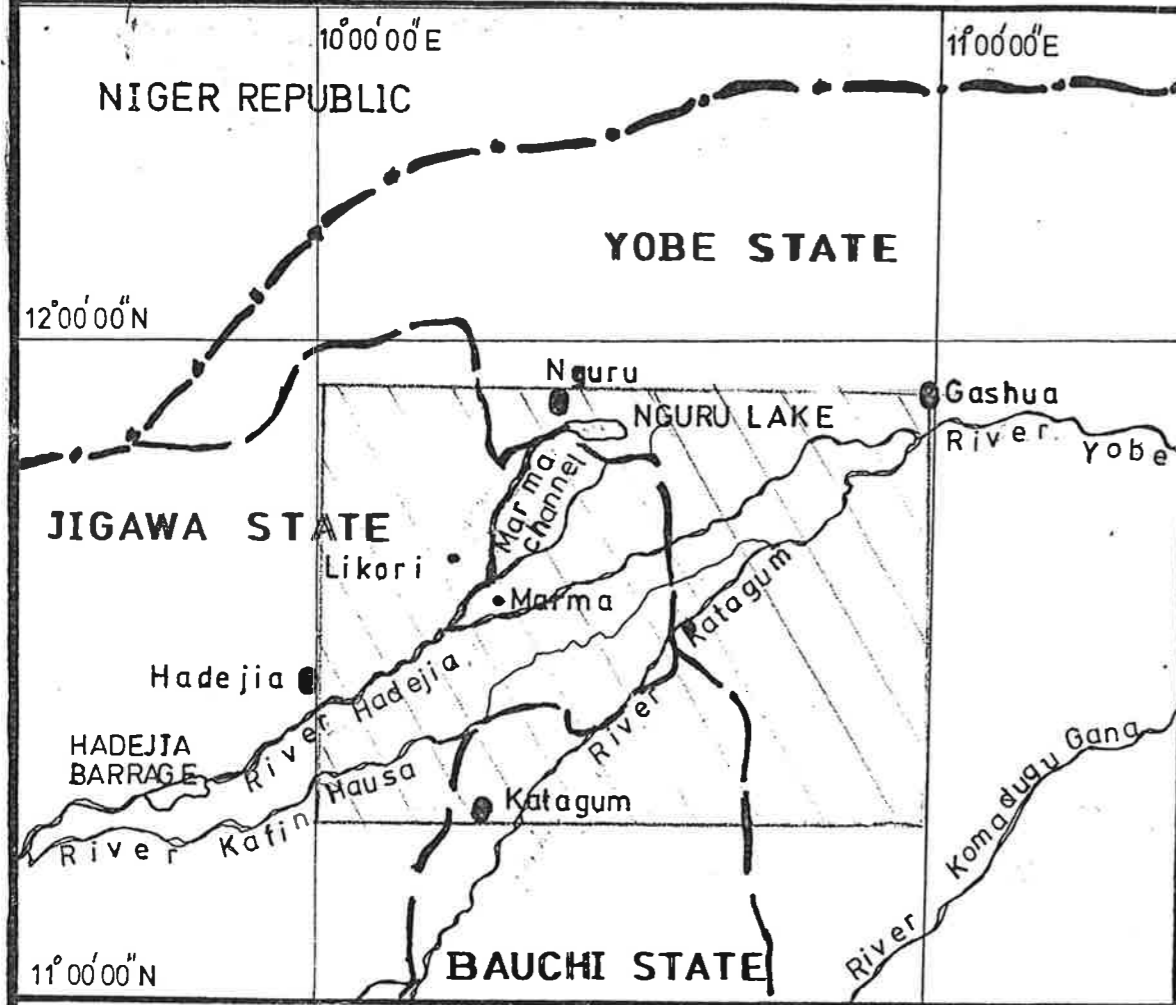 10°00'00"E
11°00'00"E
NIGER REPUBLIC
YOBE STATE
12°00'00"N
Nguru
Gashua
NGURU LAKE
River Yobe
Marma
channel
JIGAWA STATE
Likori
Marma
Katagum
River
Hadejia
River Hadejia
HADEJIA
BARRAGE
River Kafin Hausa
Katagum
River Komadugu Gana
BAUCHI STATE
11°00'00"N